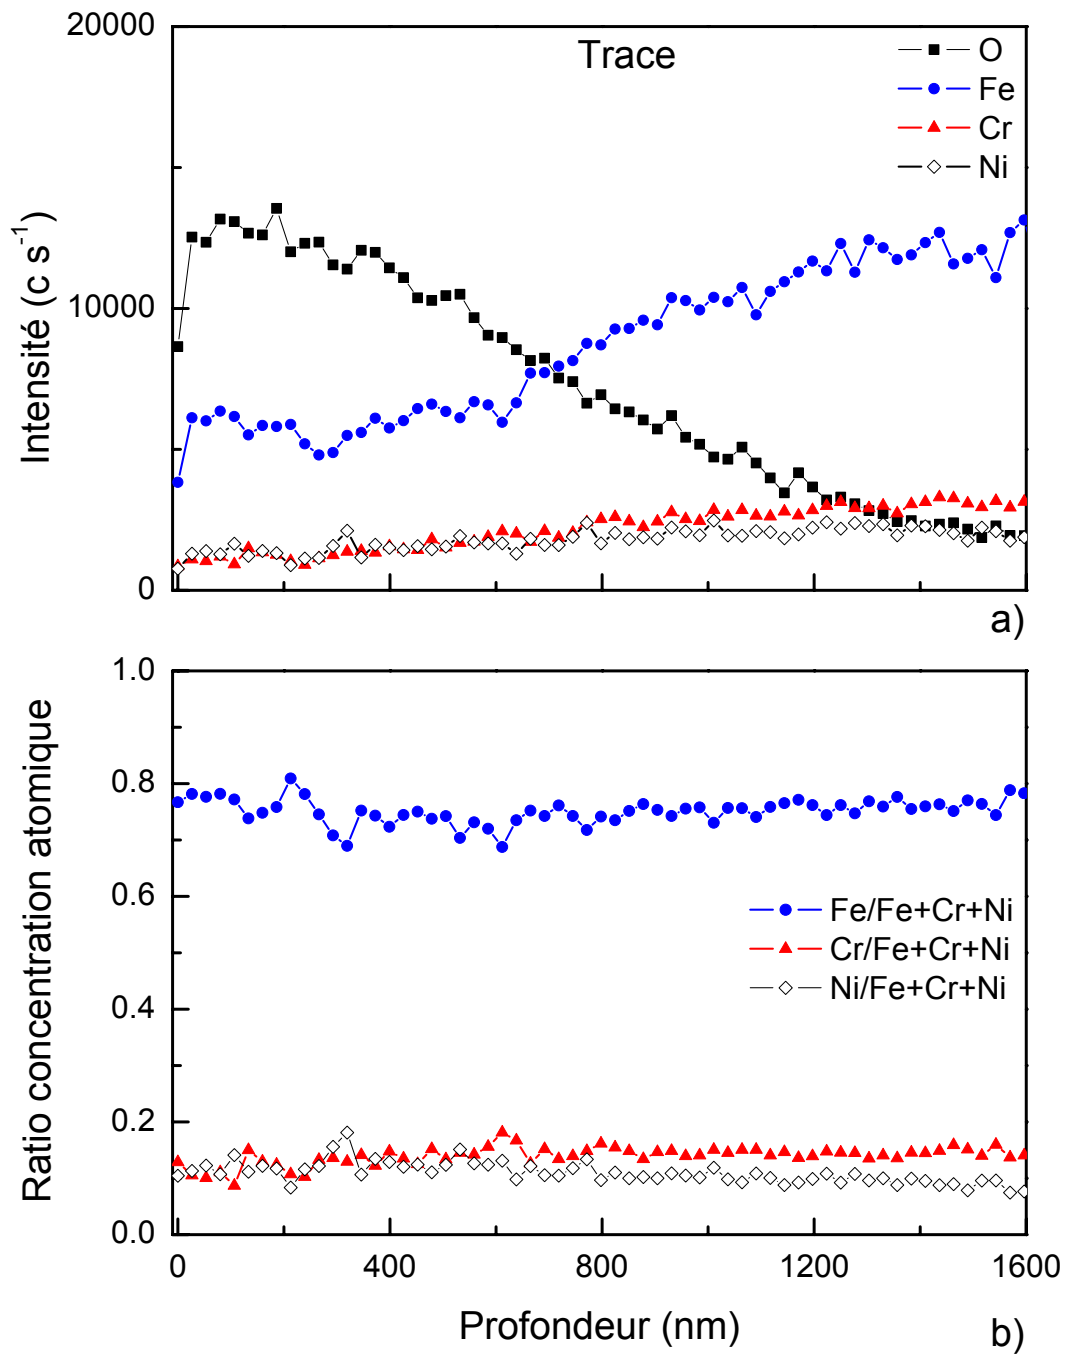 20000
Trace
O
Fe
Cr
Ni
10000
0
Intensité (c s⁻¹)
a)
1.0
0.8
0.6
0.4
0.2
0.0
Ratio concentration atomique
Fe/Fe+Cr+Ni
Cr/Fe+Cr+Ni
Ni/Fe+Cr+Ni
0 400 800 1200 1600
Profondeur (nm)
b)